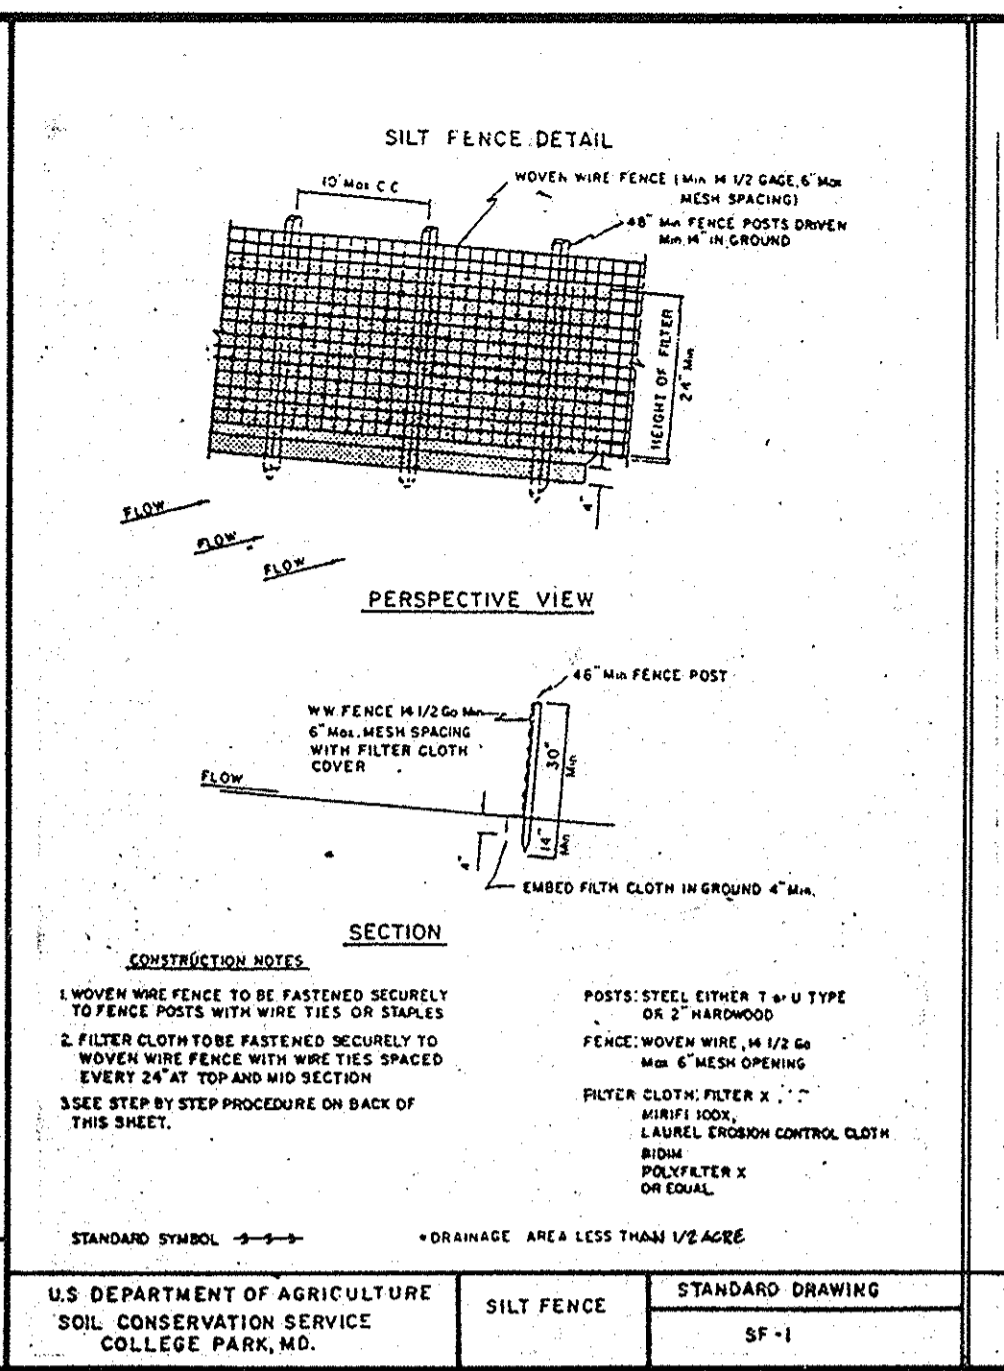 SILT FENCE DETAIL
10' Max C C
WOVEN WIRE FENCE (Min 14 1/2 GAGE, 6" Max
MESH SPACING)
48" Min FENCE POSTS DRIVEN
Min 14" IN GROUND
HEIGHT OF FILTER
24" Min
4"
FLOW
FLOW
FLOW
PERSPECTIVE VIEW
46" Min FENCE POST
W.W. FENCE 14 1/2 Ga Min
6" Max. MESH SPACING
WITH FILTER CLOTH
COVER
30"
Min
FLOW
14"
Min
4"
EMBED FILTH CLOTH IN GROUND 4" Min.
SECTION
CONSTRUCTION NOTES
1. WOVEN WIRE FENCE TO BE FASTENED SECURELY
TO FENCE POSTS WITH WIRE TIES OR STAPLES
2. FILTER CLOTH TO BE FASTENED SECURELY TO
WOVEN WIRE FENCE WITH WIRE TIES SPACED
EVERY 24" AT TOP AND MID SECTION
3. SEE STEP BY STEP PROCEDURE ON BACK OF
THIS SHEET.
POSTS: STEEL EITHER T or U TYPE
OR 2" HARDWOOD
FENCE: WOVEN WIRE, 14 1/2 Ga
Max 6" MESH OPENING
FILTER CLOTH: FILTER X
MIRIFI 100X,
LAUREL EROSION CONTROL CLOTH
BIDIM
POLYFILTER X
OR EQUAL
STANDARD SYMBOL
• DRAINAGE AREA LESS THAN 1/2 ACRE
U.S DEPARTMENT OF AGRICULTURE
SOIL CONSERVATION SERVICE
COLLEGE PARK, MD.
SILT FENCE
STANDARD DRAWING
SF-1